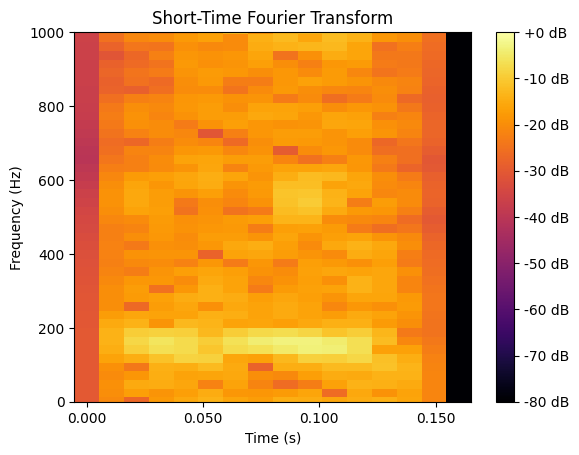 Short-Time Fourier Transform
1000
800
600
400
200
0
Frequency (Hz)
0.000
0.050
0.100
0.150
Time (s)
+0 dB
-10 dB
-20 dB
-30 dB
-40 dB
-50 dB
-60 dB
-70 dB
-80 dB